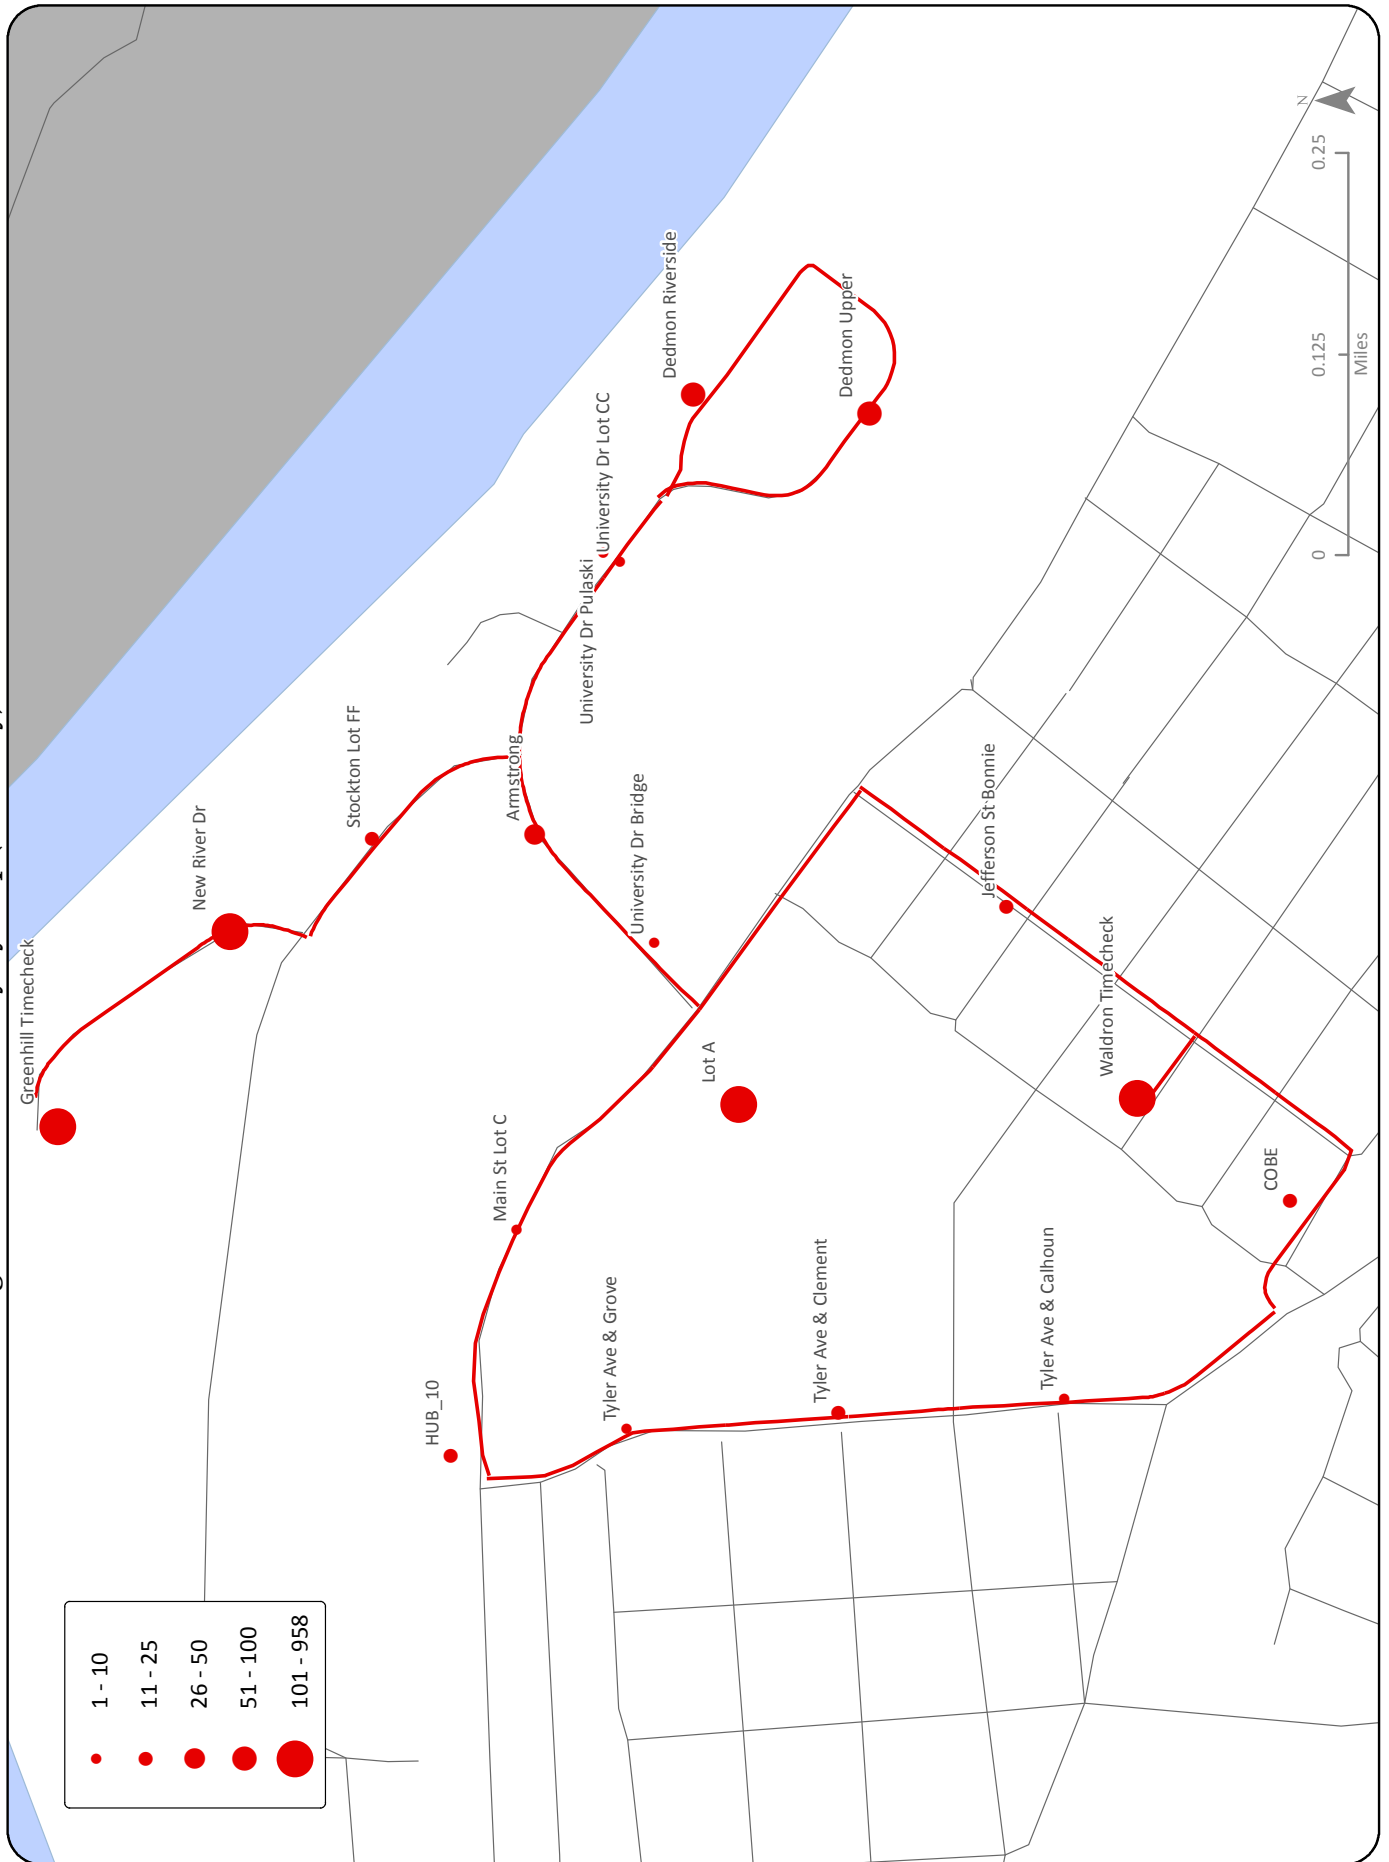 1 - 10
11 - 25
26 - 50
51 - 100
101 - 958
Greenhill Timecheck
New River Dr
Stockton Lot FF
Armstrong
University Dr Pulaski
University Dr Lot CC
Dedmon Riverside
Dedmon Upper
University Dr Bridge
HUB_10
Main St Lot C
Lot A
Tyler Ave & Grove
Tyler Ave & Clement
Tyler Ave & Calhoun
Jefferson St Bonnie
Waldron Timecheck
COBE
N
0 0.125 0.25
Miles